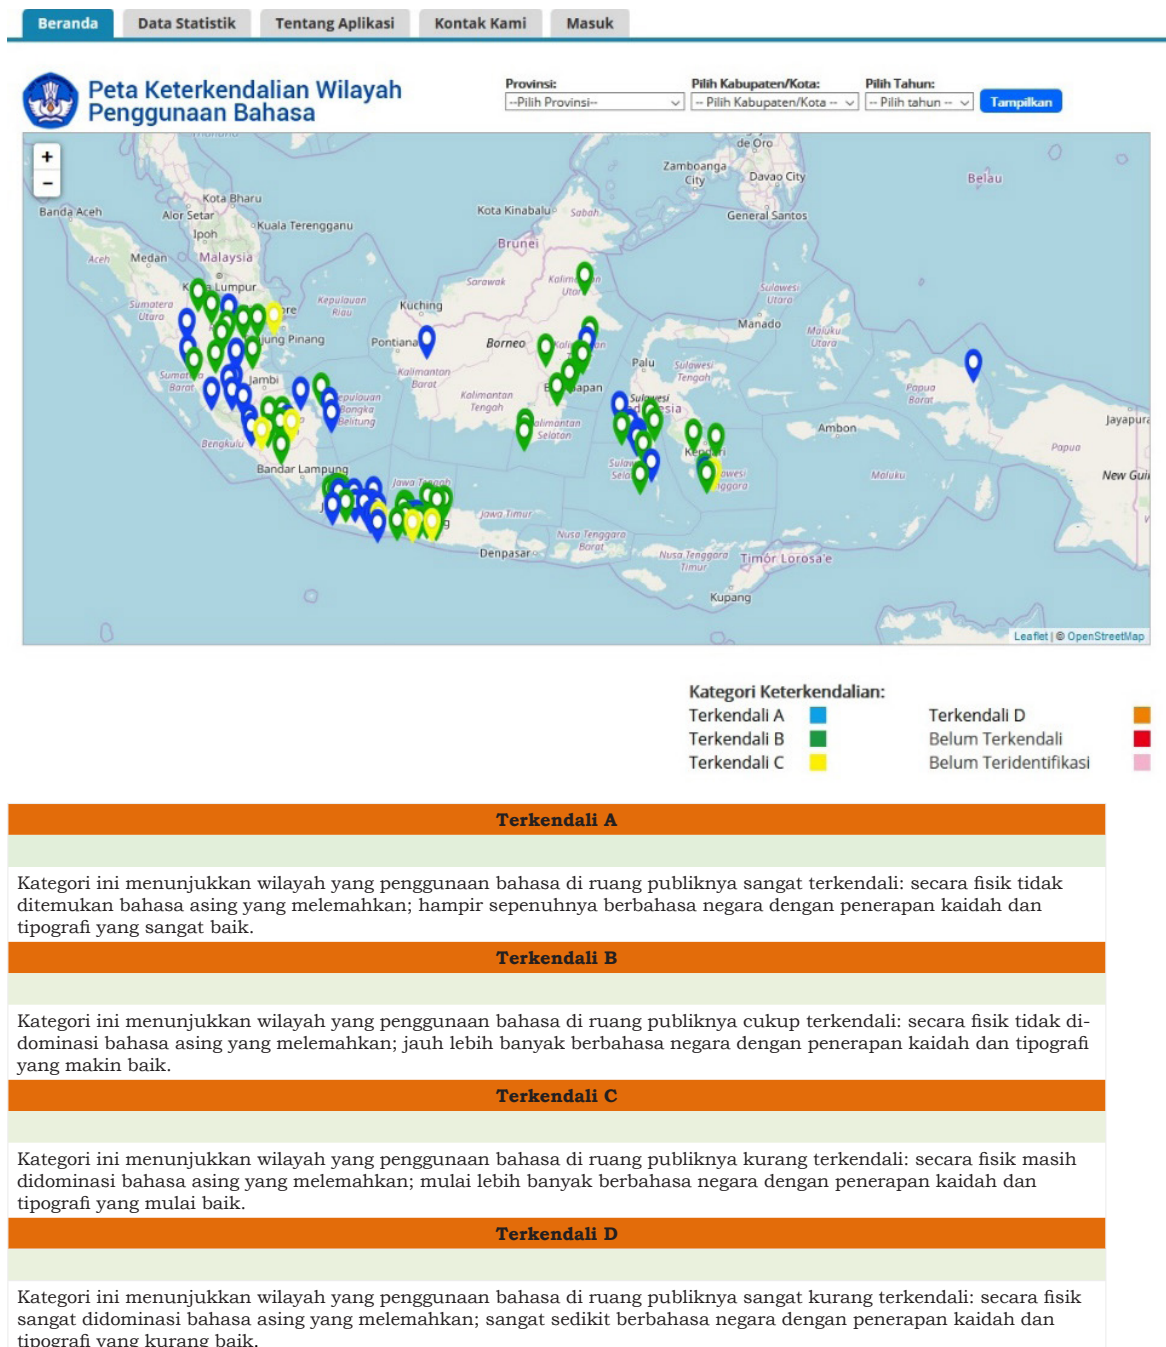 Beranda Data Statistik Tentang Aplikasi Kontak Kami Masuk
Peta Keterkendalian Wilayah
Penggunaan Bahasa
Provinsi: Pilih Kabupaten/Kota: Pilih Tahun:
--Pilih Provinsi-- -- Pilih Kabupaten/Kota -- -- Pilih tahun -- Tampilkan
de Oro
+
Zamboanga
City
Davao City
Belau
−
Kota Bharu
Banda Aceh
Alor Setar
Kota Kinabalu
Sabah
General Santos
Ipoh
Kuala Terengganu
Brunei
Aceh
Medan
Malaysia
Sarawak
Sulawesi
Utara
Sumatera
Utara
Kepulauan
Riau
Kuching
Manado
Maluku
Utara
Borneo
Palu
Sulawesi
Tengah
Jambi
Kalimantan
Barat
Papua
Barat
Kalimantan
Tengah
Jayapura
Ambon
Bengkulu
Bandar Lampung
Papua
Maluku
New Guin
Jawa Timur
Nusa Tenggara
Barat
Denpasar
Nusa Tenggara
Timur
Timor Lorosa'e
Kupang
Leaflet | © OpenStreetMap
Kategori Keterkendalian:
Terkendali A Terkendali D
Terkendali B Belum Terkendali
Terkendali C Belum Teridentifikasi
Terkendali A
Kategori ini menunjukkan wilayah yang penggunaan bahasa di ruang publiknya sangat terkendali: secara fisik tidak
ditemukan bahasa asing yang melemahkan; hampir sepenuhnya berbahasa negara dengan penerapan kaidah dan
tipografi yang sangat baik.
Terkendali B
Kategori ini menunjukkan wilayah yang penggunaan bahasa di ruang publiknya cukup terkendali: secara fisik tidak di-
dominasi bahasa asing yang melemahkan; jauh lebih banyak berbahasa negara dengan penerapan kaidah dan tipografi
yang makin baik.
Terkendali C
Kategori ini menunjukkan wilayah yang penggunaan bahasa di ruang publiknya kurang terkendali: secara fisik masih
didominasi bahasa asing yang melemahkan; mulai lebih banyak berbahasa negara dengan penerapan kaidah dan
tipografi yang mulai baik.
Terkendali D
Kategori ini menunjukkan wilayah yang penggunaan bahasa di ruang publiknya sangat kurang terkendali: secara fisik
sangat didominasi bahasa asing yang melemahkan; sangat sedikit berbahasa negara dengan penerapan kaidah dan
tipografi yang kurang baik.